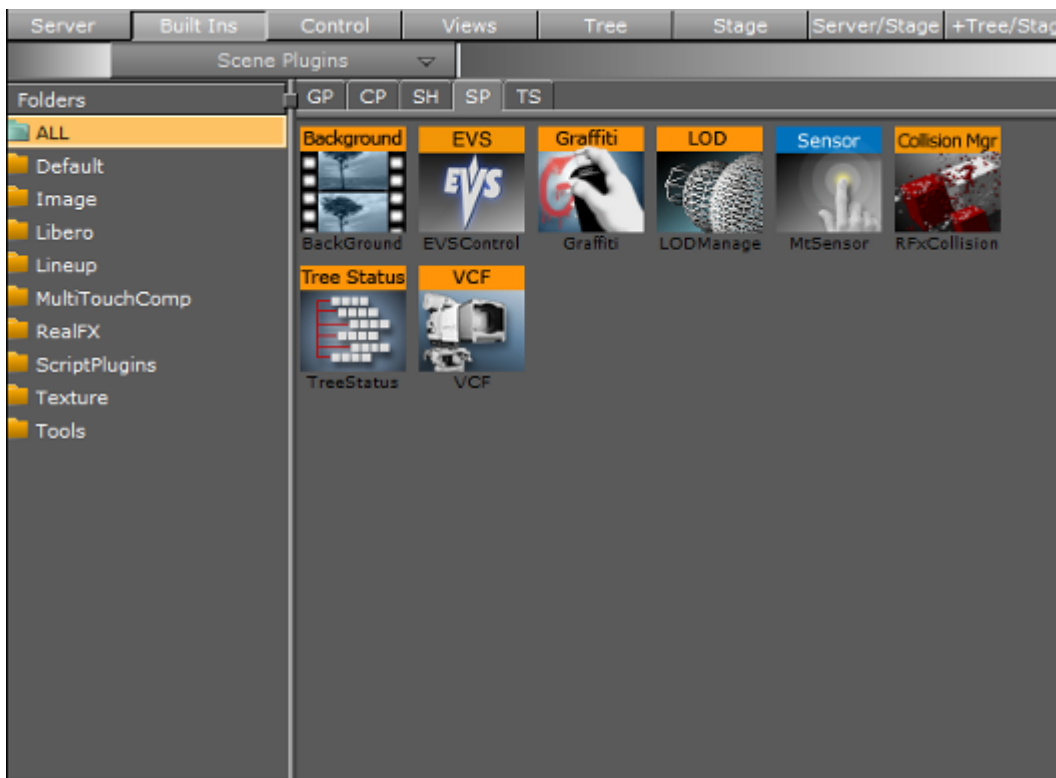 Server Built Ins Control Views Tree Stage Server/Stage +Tree/Stag
Scene Plugins
Folders GP CP SH SP TS
ALL
Default
Image
Libero
Lineup
MultiTouchComp
RealFX
ScriptPlugins
Texture
Tools
Background EVS Graffiti LOD Sensor Collision Mgr
EVS
BackGround EVSControl Graffiti LODManage MtSensor RFxCollision
Tree Status VCF
TreeStatus VCF